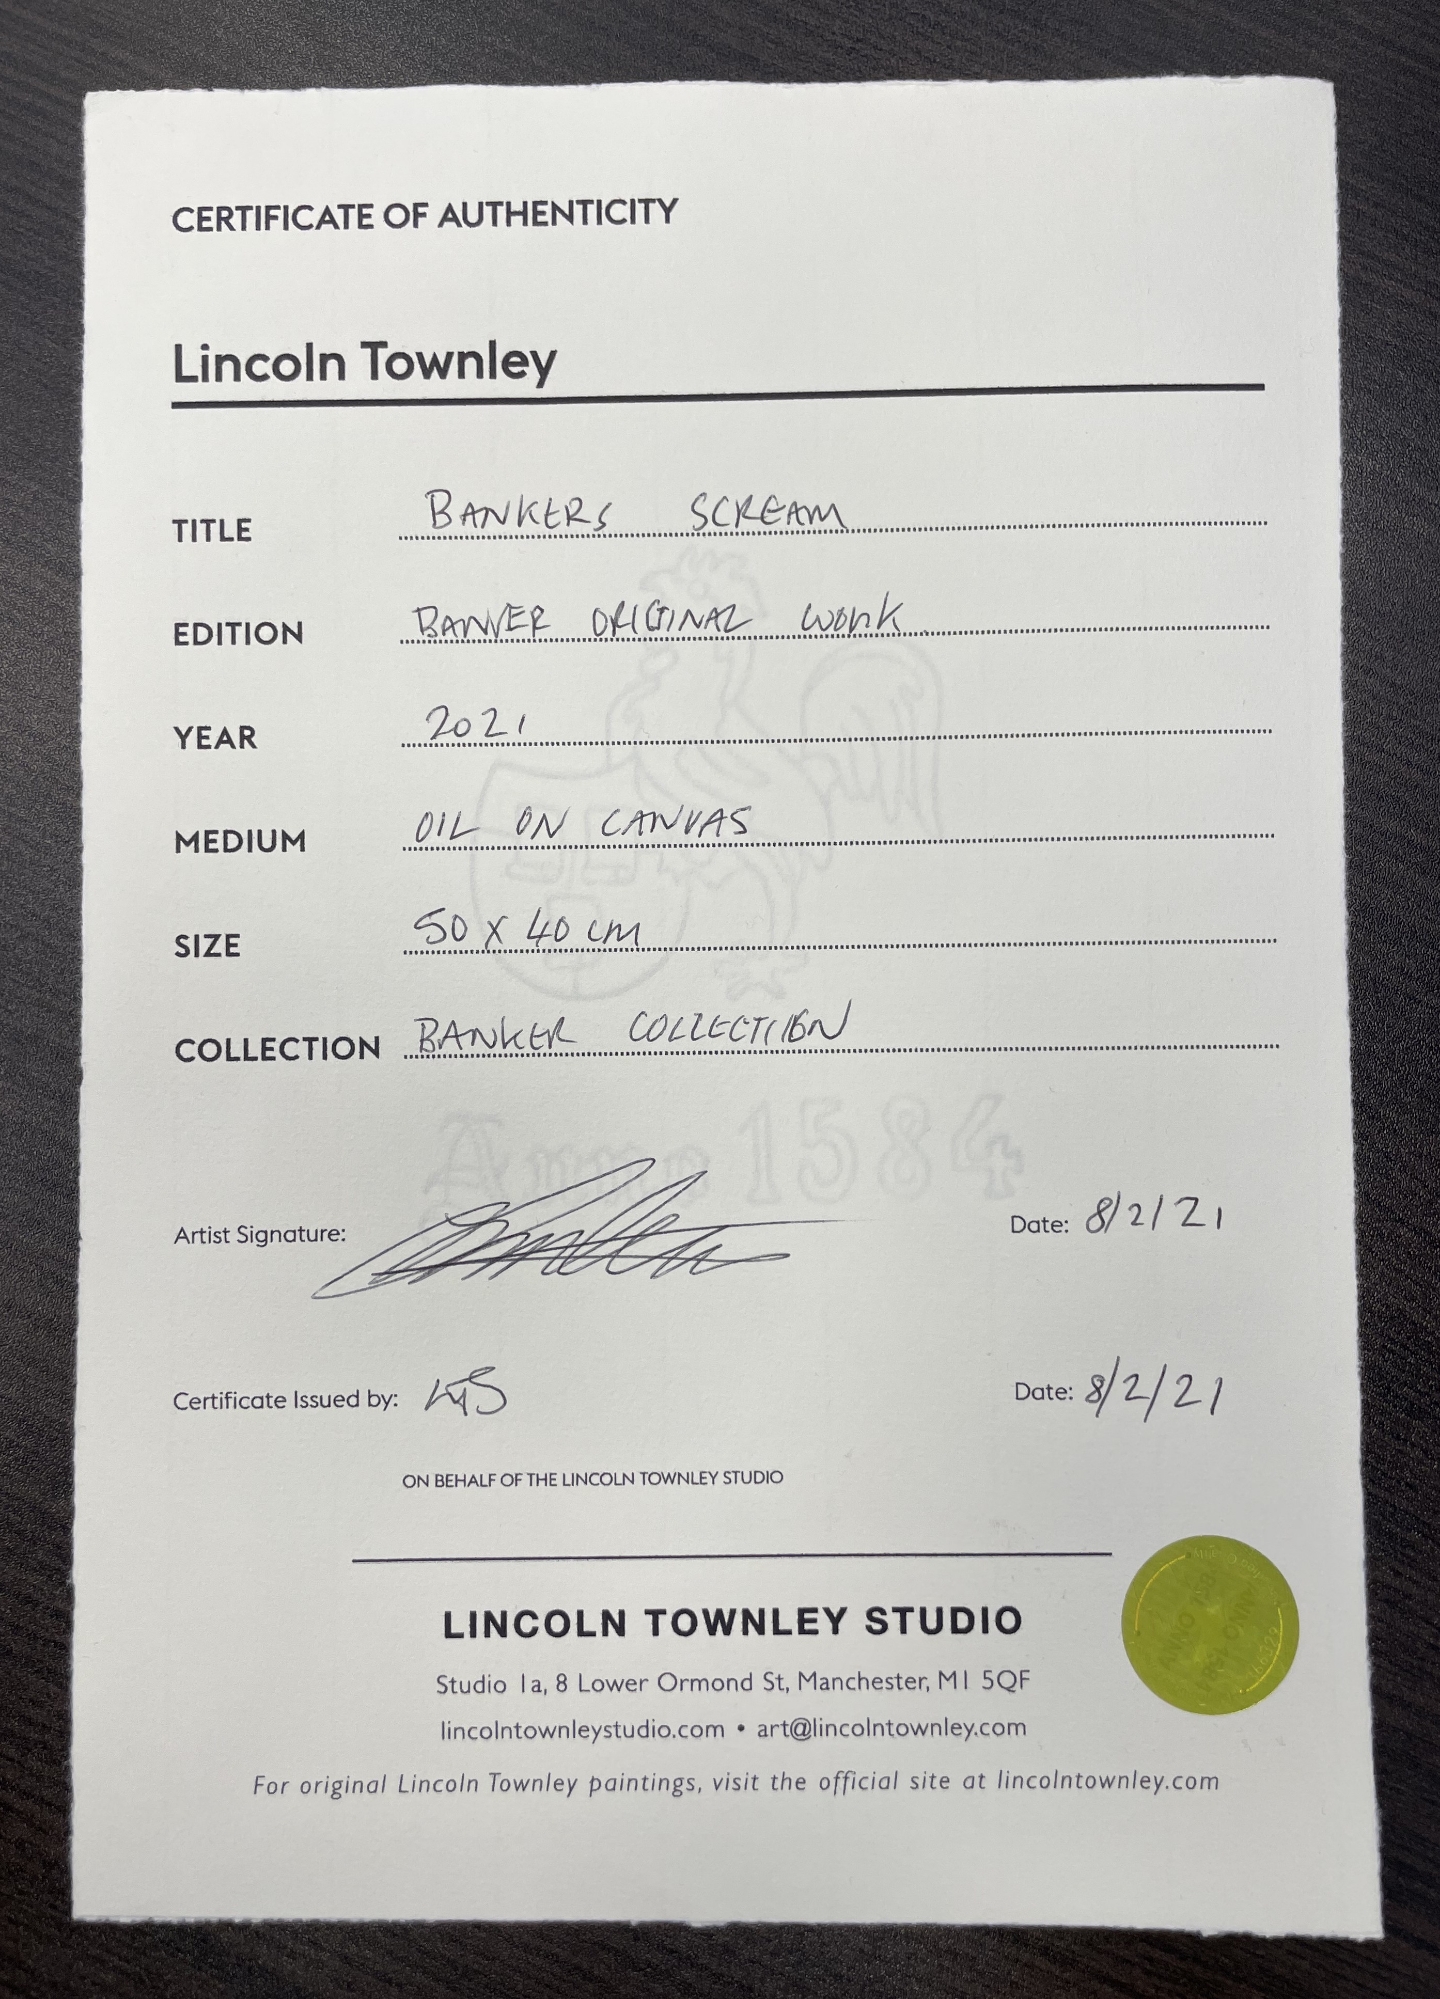 CERTIFICATE OF AUTHENTICITY
Lincoln Townley
TITLE BANKERS SCREAM
EDITION BANKER ORIGINAL WORK
YEAR 2021
MEDIUM OIL ON CANVAS
SIZE 50 X 40 cm
COLLECTION BANKER COLLECTION
Anno 1584
Artist Signature: Date: 8/2/21
Certificate Issued by: Date: 8/2/21
ON BEHALF OF THE LINCOLN TOWNLEY STUDIO
LINCOLN TOWNLEY STUDIO
Studio 1a, 8 Lower Ormond St, Manchester, M1 5QF
lincolntownleystudio.com • art@lincolntownley.com
For original Lincoln Townley paintings, visit the official site at lincolntownley.com
ANNO 1584